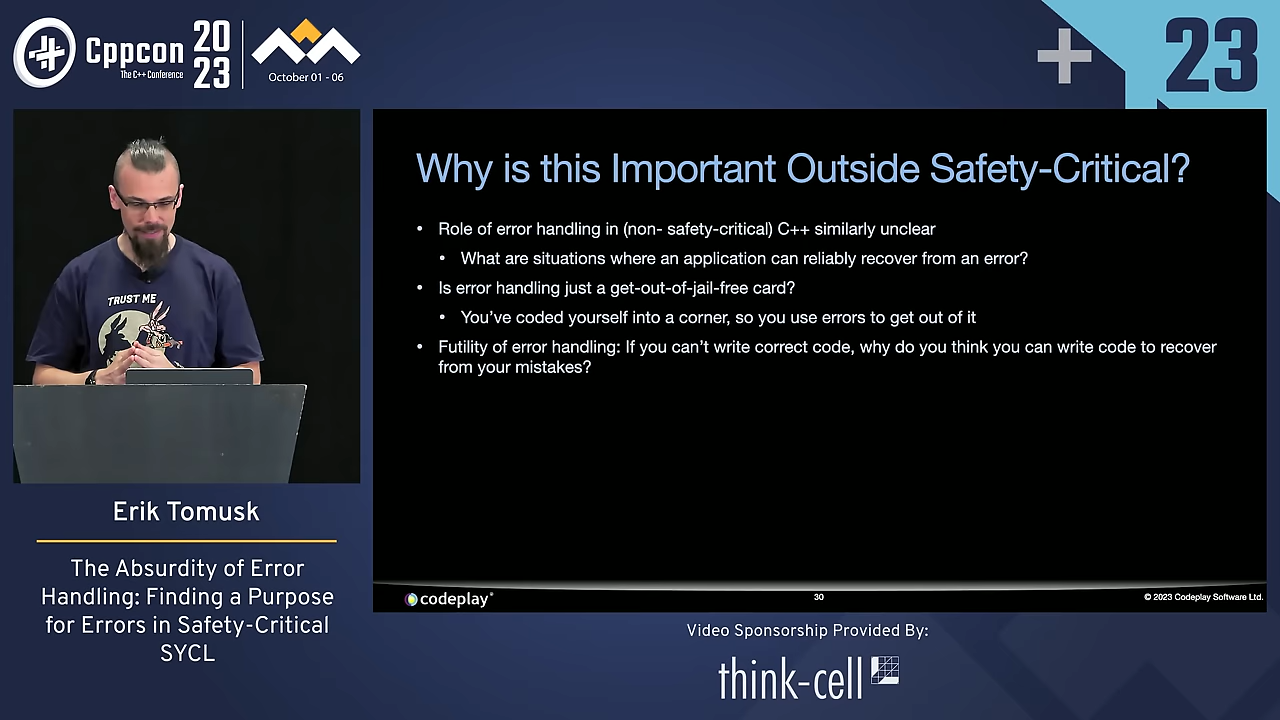 Cppcon
The C++ Conference
20
23
October 01 - 06
23
TRUST ME
Why is this Important Outside Safety-Critical?
• Role of error handling in (non- safety-critical) C++ similarly unclear
• What are situations where an application can reliably recover from an error?
• Is error handling just a get-out-of-jail-free card?
• You've coded yourself into a corner, so you use errors to get out of it
• Futility of error handling: If you can't write correct code, why do you think you can write code to recover
from your mistakes?
codeplay®
30
© 2023 Codeplay Software Ltd.
Erik Tomusk
The Absurdity of Error
Handling: Finding a Purpose
for Errors in Safety-Critical
SYCL
Video Sponsorship Provided By:
think-cell